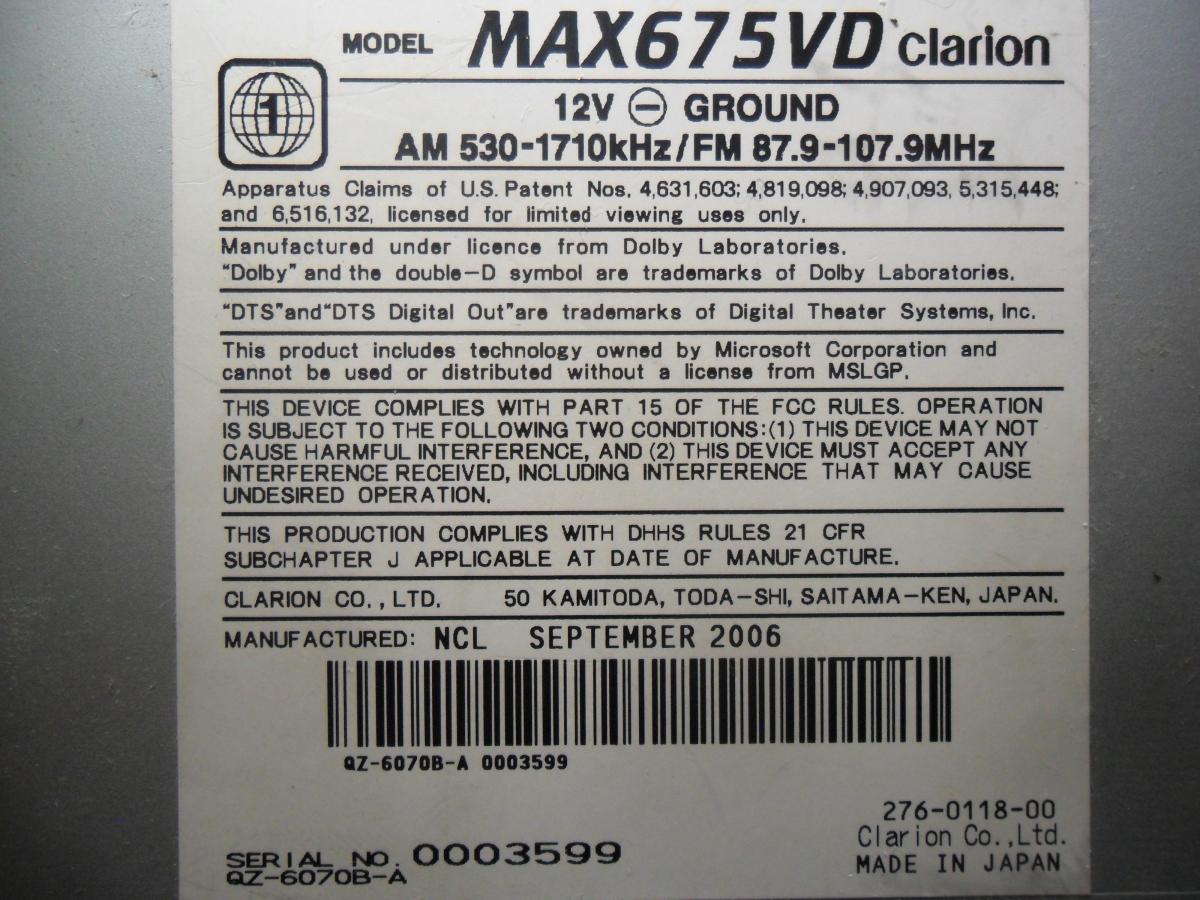 MODEL MAX675VD clarion
1
12V ⊖ GROUND
AM 530-1710kHz/FM 87.9-107.9MHz
Apparatus Claims of U.S. Patent Nos. 4,631,603; 4,819,098; 4,907,093, 5,315,448;
and 6,516,132, licensed for limited viewing uses only.
Manufactured under licence from Dolby Laboratories.
"Dolby" and the double-D symbol are trademarks of Dolby Laboratories.
"DTS"and"DTS Digital Out"are trademarks of Digital Theater Systems, Inc.
This product includes technology owned by Microsoft Corporation and
cannot be used or distributed without a license from MSLGP.
THIS DEVICE COMPLIES WITH PART 15 OF THE FCC RULES. OPERATION
IS SUBJECT TO THE FOLLOWING TWO CONDITIONS:(1) THIS DEVICE MAY NOT
CAUSE HARMFUL INTERFERENCE, AND (2) THIS DEVICE MUST ACCEPT ANY
INTERFERENCE RECEIVED, INCLUDING INTERFERENCE THAT MAY CAUSE
UNDESIRED OPERATION.
THIS PRODUCTION COMPLIES WITH DHHS RULES 21 CFR
SUBCHAPTER J APPLICABLE AT DATE OF MANUFACTURE.
CLARION CO., LTD. 50 KAMITODA, TODA-SHI, SAITAMA-KEN, JAPAN.
MANUFACTURED: NCL SEPTEMBER 2006
QZ-6070B-A 0003599
276-0118-00
Clarion Co.,Ltd.
MADE IN JAPAN
SERIAL NO. 0003599
QZ-6070B-A